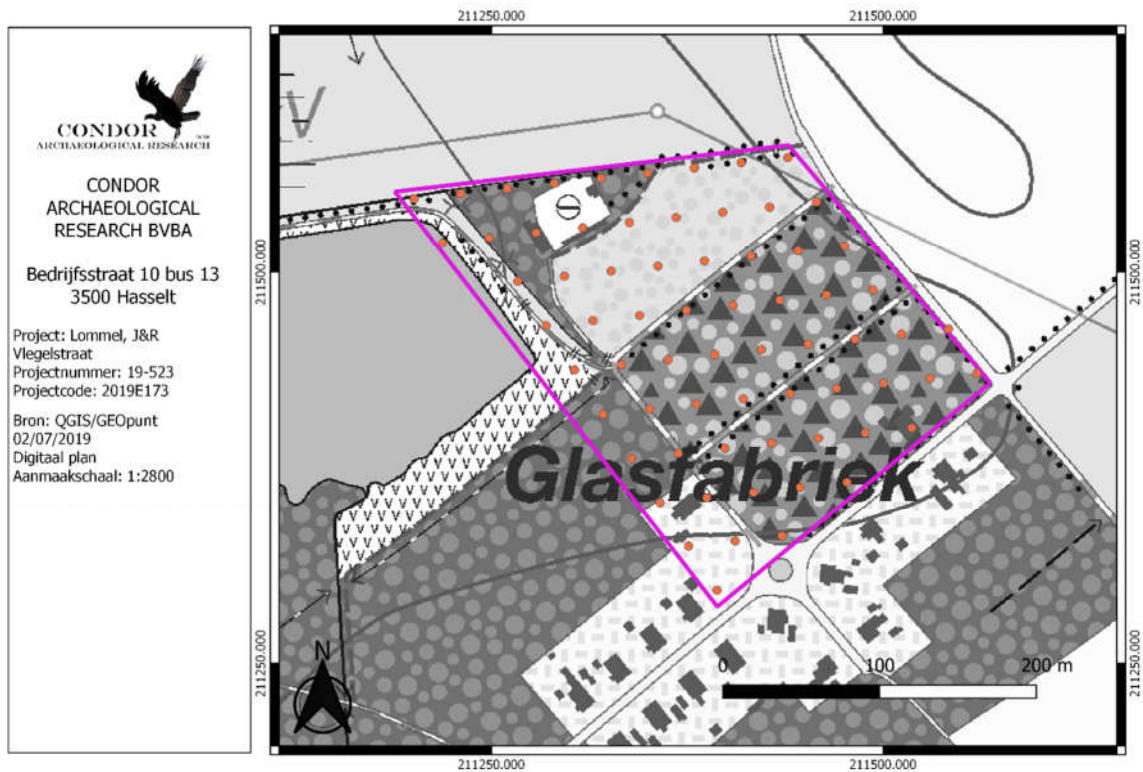 CONDOR
ARCHAEOLOGICAL RESEARCH
CONDOR
ARCHAEOLOGICAL
RESEARCH BVBA
Bedrijfsstraat 10 bus 13
3500 Hasselt
Project: Lommel, J&R
Vlegelstraat
Projectnummer: 19-523
Projectcode: 2019E173
Bron: QGIS/GEOpunt
02/07/2019
Digitaal plan
Aanmaakschaal: 1:2800
211250.000
211500.000
211500.000
211500.000
V
Glasfabriek
211250.000
211250.000
N
0
100
200 m
211250.000
211500.000